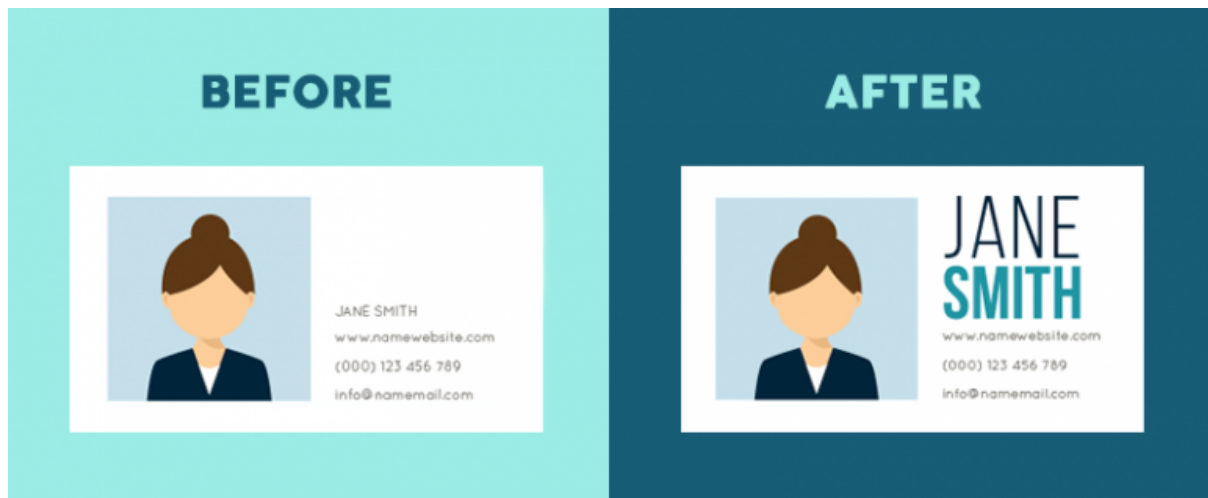 BEFORE
JANE SMITH
www.namewebsite.com
(000) 123 456 789
info@namemail.com
AFTER
JANE
SMITH
www.namewebsite.com
(000) 123 456 789
info@namemail.com